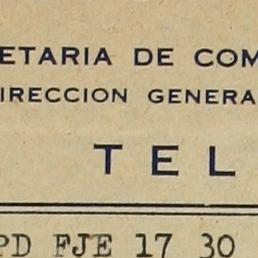 ETARIA DE COM
IRECCION GENERA
TEL
PD FJE 17 30